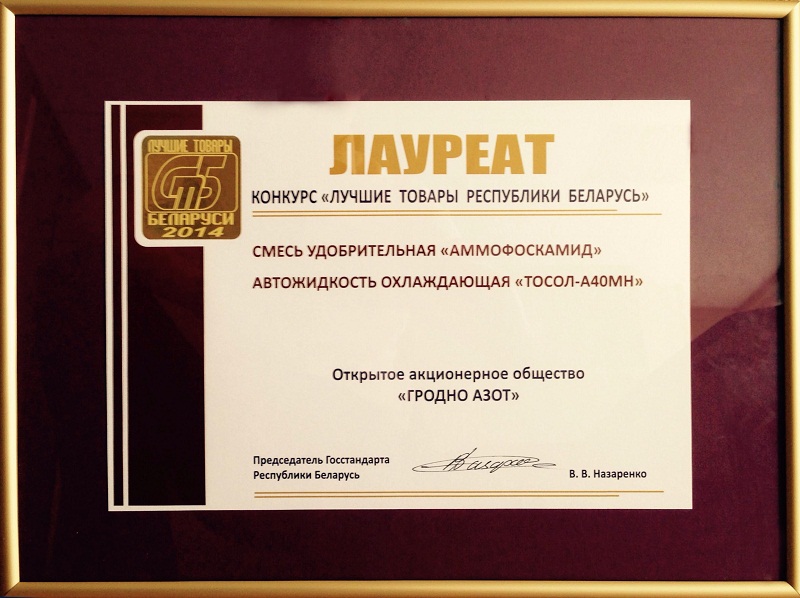 ЛУЧШИЕ ТОВАРЫ
СТБ
БЕЛАРУСИ
2014
ЛАУРЕАТ
КОНКУРС «ЛУЧШИЕ ТОВАРЫ РЕСПУБЛИКИ БЕЛАРУСЬ»
СМЕСЬ УДОБРИТЕЛЬНАЯ «АММОФОСКАМИД»
АВТОЖИДКОСТЬ ОХЛАЖДАЮЩАЯ «ТОСОЛ-А40МН»
Открытое акционерное общество
«ГРОДНО АЗОТ»
Председатель Госстандарта
Республики Беларусь
В. В. Назаренко